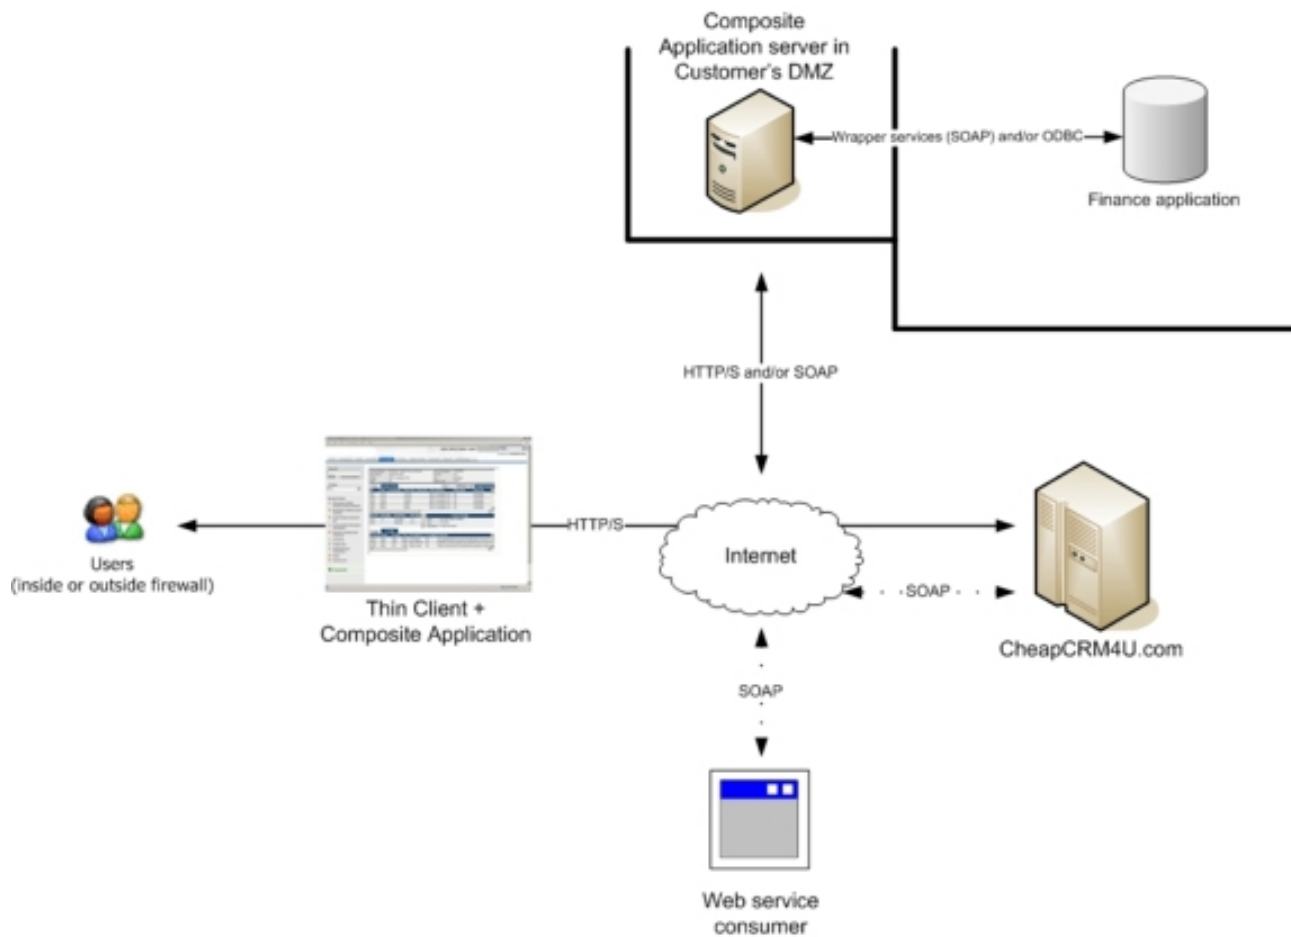 Composite
Application server in
Customer's DMZ
Wrapper services (SOAP) and/or ODBC
Finance application
HTTP/S and/or SOAP
HTTP/S
Internet
SOAP
Users
(inside or outside firewall)
Thin Client +
Composite Application
CheapCRM4U.com
SOAP
Web service
consumer